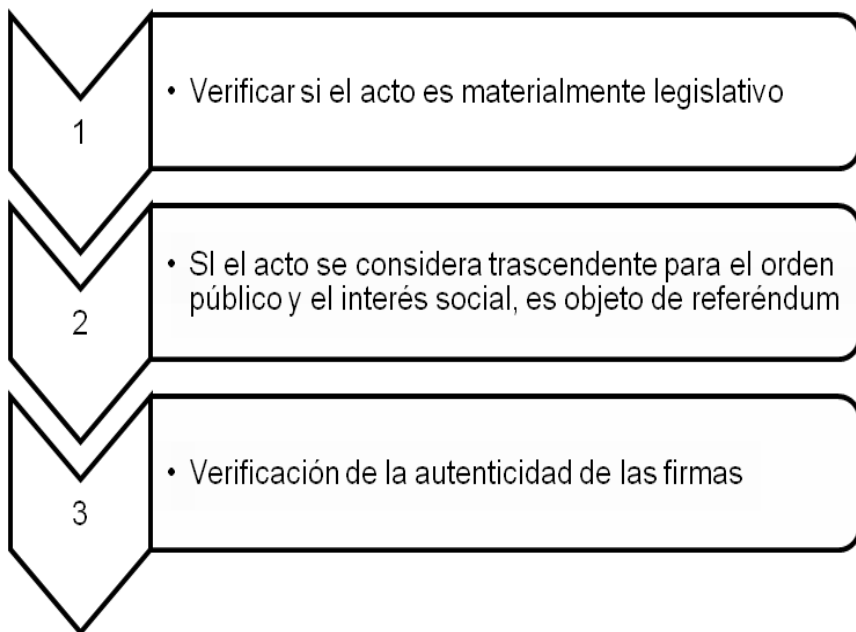 1
• Verificar si el acto es materialmente legislativo
2
• SI el acto se considera trascendente para el orden
público y el interés social, es objeto de referéndum
3
• Verificación de la autenticidad de las firmas